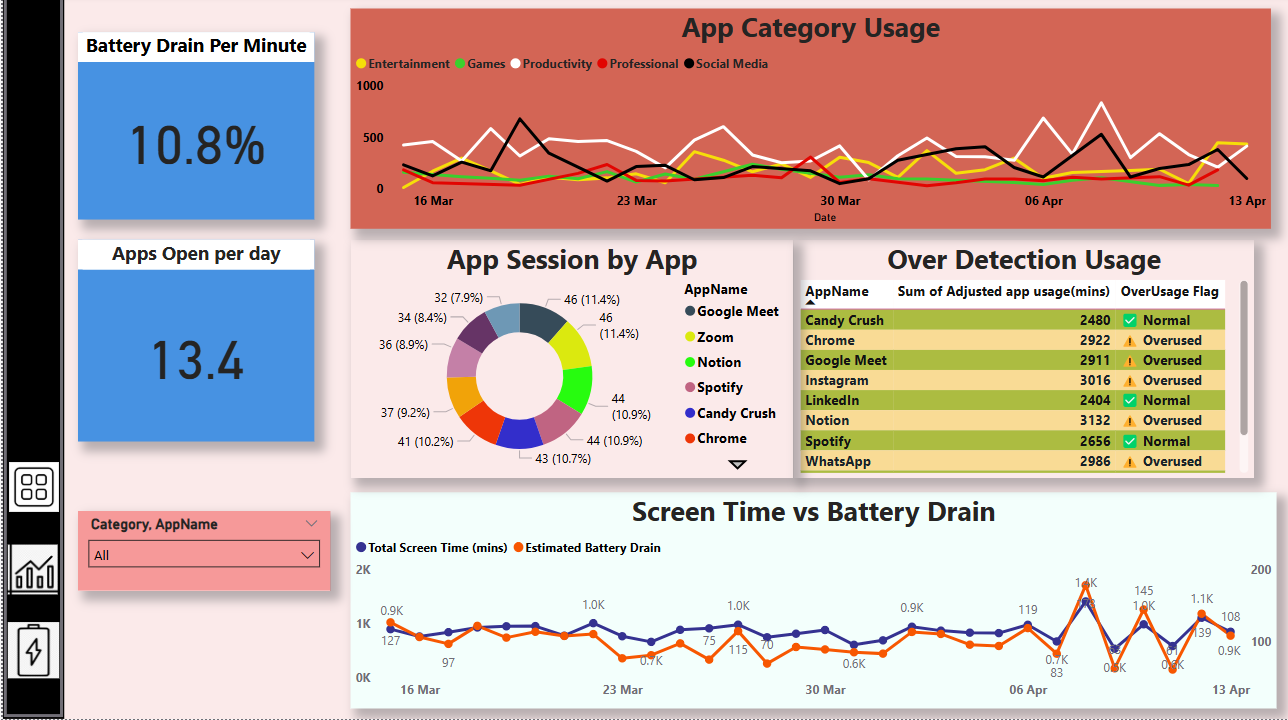 Battery Drain Per Minute
10.8%
Apps Open per day
13.4
Category, AppName
All
App Category Usage
Entertainment Games Productivity Professional Social Media
1000
500
0
16 Mar 23 Mar 30 Mar 06 Apr 13 Apr
Date
App Session by App
32 (7.9%)
34 (8.4%)
36 (8.9%)
37 (9.2%)
41 (10.2%)
43 (10.7%)
44 (10.9%)
44
(10.9%)
46
(11.4%)
46 (11.4%)
AppName
Google Meet
Zoom
Notion
Spotify
Candy Crush
Chrome
Over Detection Usage
AppName Sum of Adjusted app usage(mins) OverUsage Flag
Candy Crush 2480 Normal
Chrome 2922 Overused
Google Meet 2911 Overused
Instagram 3016 Overused
LinkedIn 2404 Normal
Notion 3132 Overused
Spotify 2656 Normal
WhatsApp 2986 Overused
Screen Time vs Battery Drain
Total Screen Time (mins) Estimated Battery Drain
2K
1K
0K
200
100
0.9K
127
97
1.0K
0.7K
75
1.0K
115
70
0.6K
0.9K
119
0.7K
83
1.4K
145
1.0K
1.1K
139
108
0.9K
16 Mar 23 Mar 30 Mar 06 Apr 13 Apr